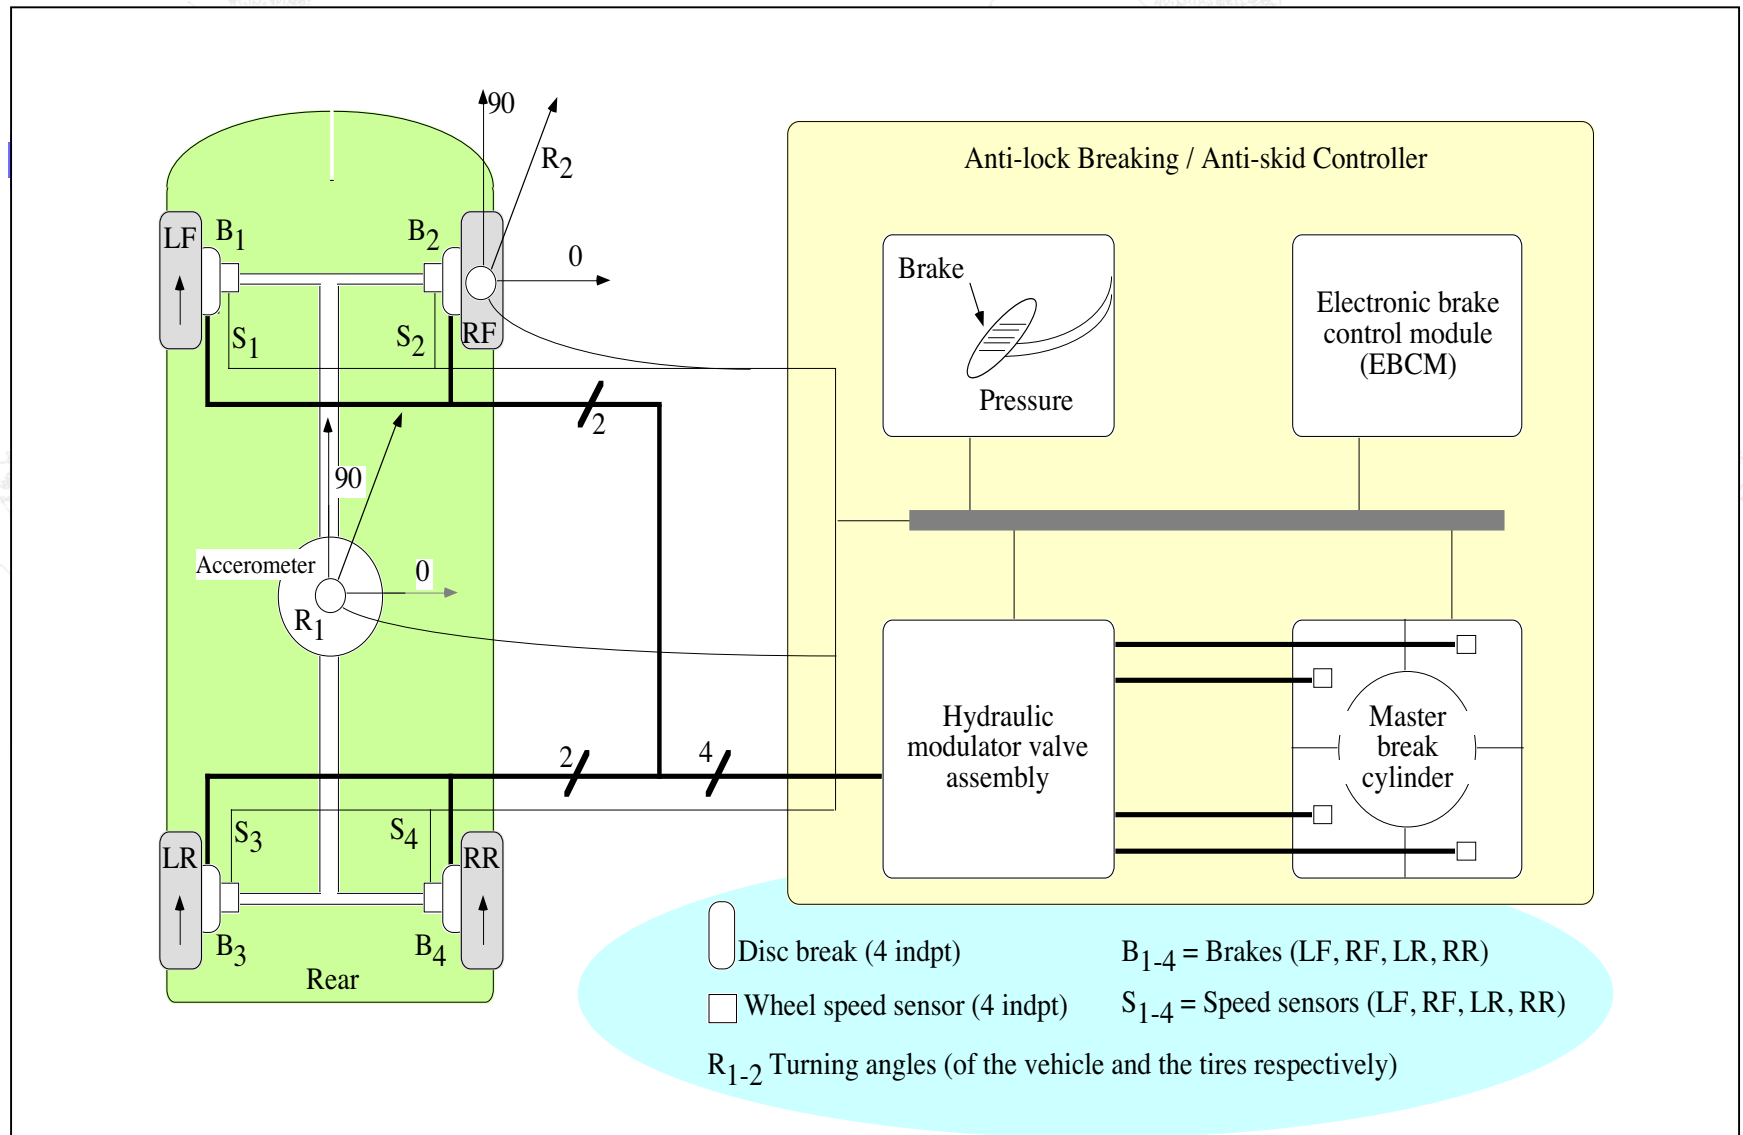 90
R2
Anti-lock Breaking / Anti-skid Controller
LF
B1
B2
0
Brake
Electronic brake
control module
(EBCM)
S1
S2
RF
Pressure
2
90
Accerometer
0
R1
Hydraulic
modulator valve
assembly
Master
break
cylinder
2
4
S3
S4
LR
RR
B3
B4
Rear
Disc break (4 indpt)
B1-4 = Brakes (LF, RF, LR, RR)
Wheel speed sensor (4 indpt)
S1-4 = Speed sensors (LF, RF, LR, RR)
R1-2 Turning angles (of the vehicle and the tires respectively)